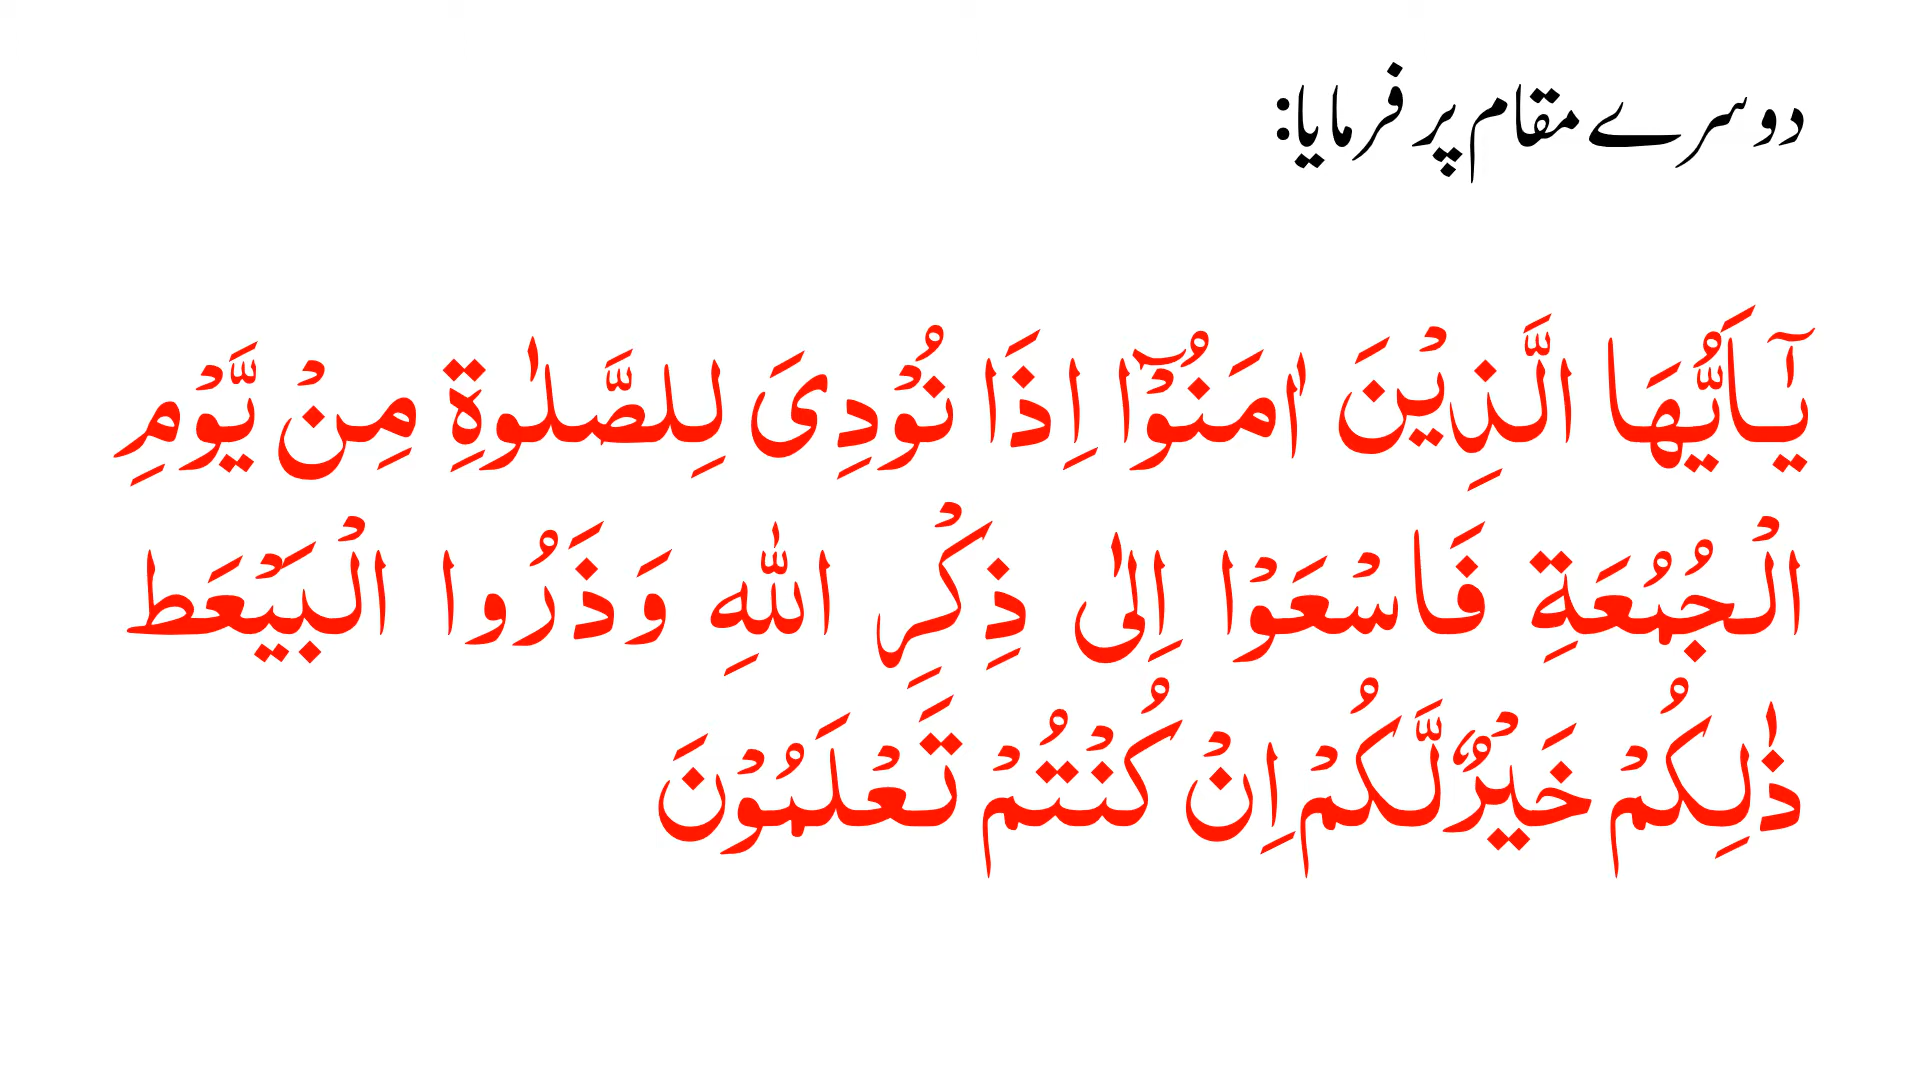 دوسرے مقام پر فرمایا:
یٰۤاَیُّهَا الَّذِیْنَ اٰمَنُوْۤا اِذَا نُوْدِیَ لِلصَّلٰوةِ مِنْ یَّوْمِ
الْجُمُعَةِ فَاسْعَوْا اِلٰی ذِكْرِ اللّٰهِ وَذَرُوا الْبَیْعَط
ذٰلِكُمْ خَیْرٌ لَّكُمْ اِنْ كُنْتُمْ تَعْلَمُوْنَ